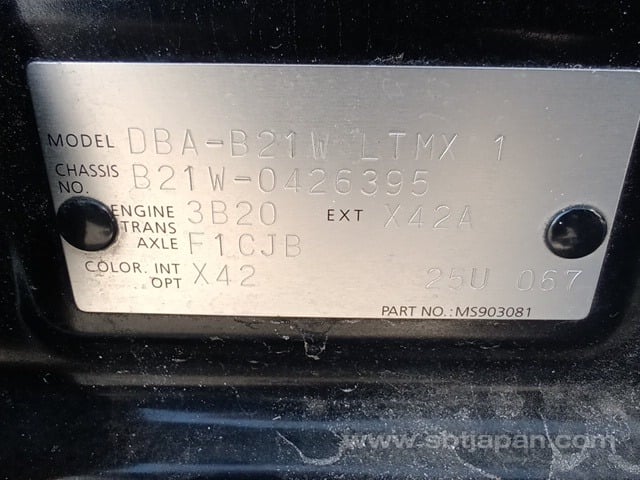 MODEL DBA-B21W LTMX 1
CHASSIS NO. B21W-0426395
ENGINE 3B20 EXT X42A
TRANS AXLE F1CJB
COLOR. INT OPT X42 25U 067
PART NO.:MS903081
www.sbtjapan.com